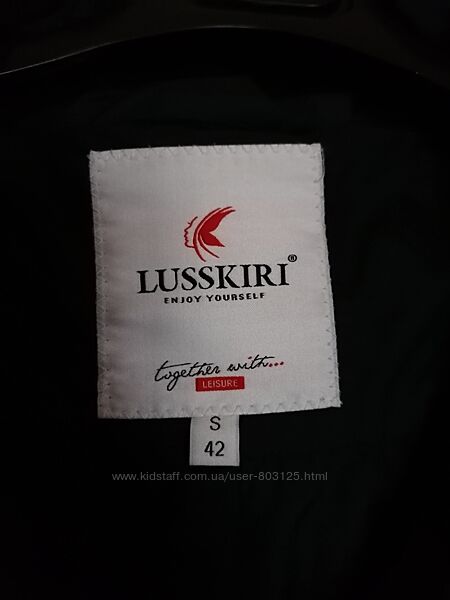 LUSSKIRI®
ENJOY YOURSELF
together with...
LEISURE
S
42
www.kidstaff.com.ua/user-803125.html